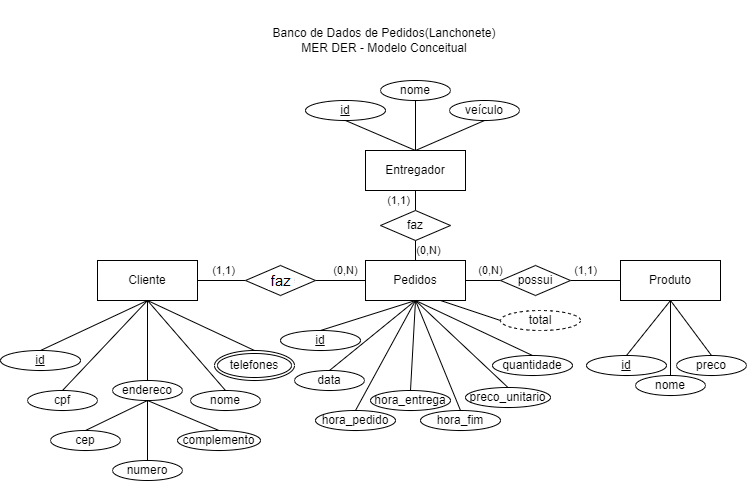 Banco de Dados de Pedidos(Lanchonete)
MER DER - Modelo Conceitual
nome
id
veículo
Entregador
(1,1)
faz
(0,N)
Cliente
(1,1)
faz
(0,N)
Pedidos
(0,N)
possui
(1,1)
Produto
total
id
id
telefones
quantidade
id
preco
data
nome
endereco
cpf
nome
hora_entrega
preco_unitario
hora_pedido
hora_fim
cep
complemento
numero